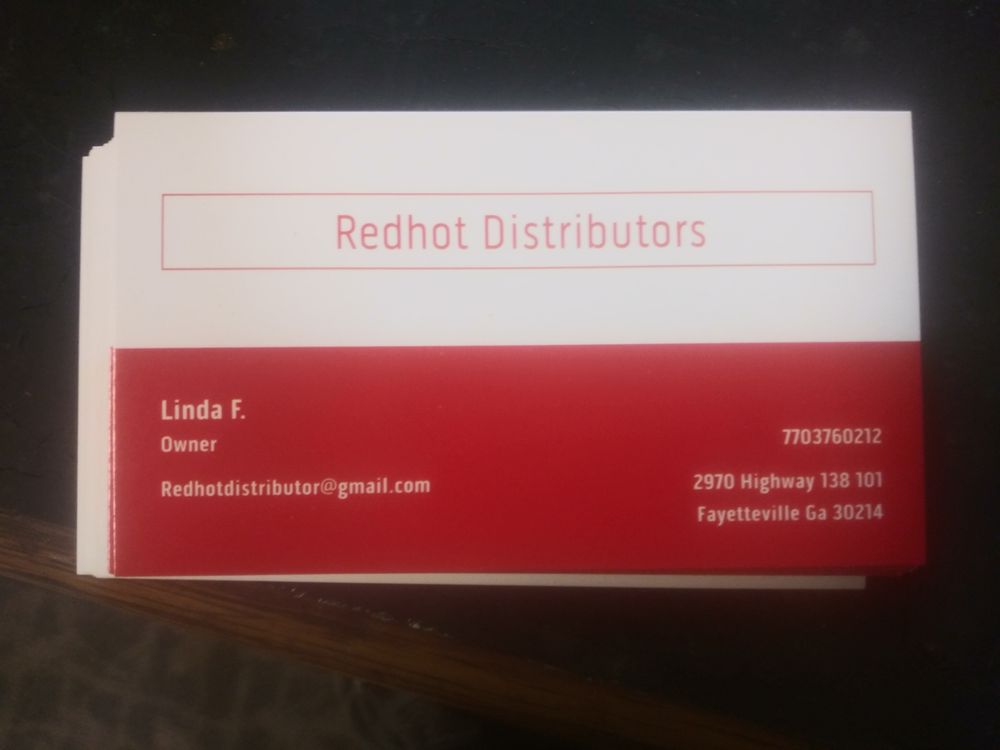 Redhot Distributors
Linda F.
Owner
Redhotdistributor@gmail.com
7703760212
2970 Highway 138 101
Fayetteville Ga 30214